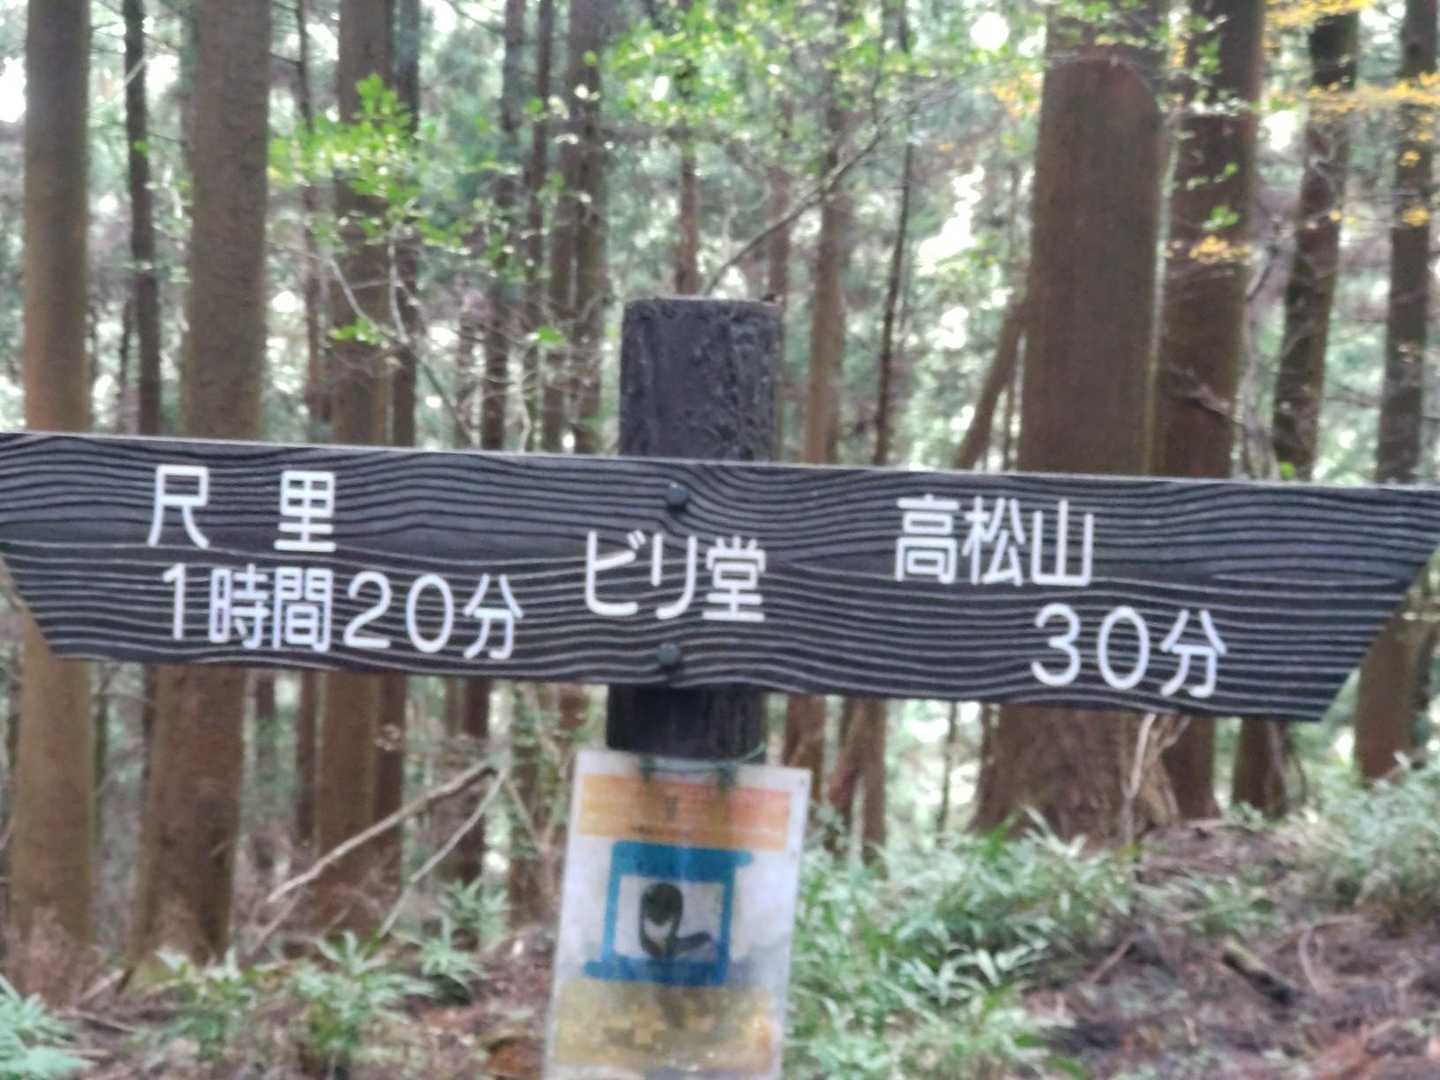 尺里
1時間20分
ビリ堂
高松山
30分